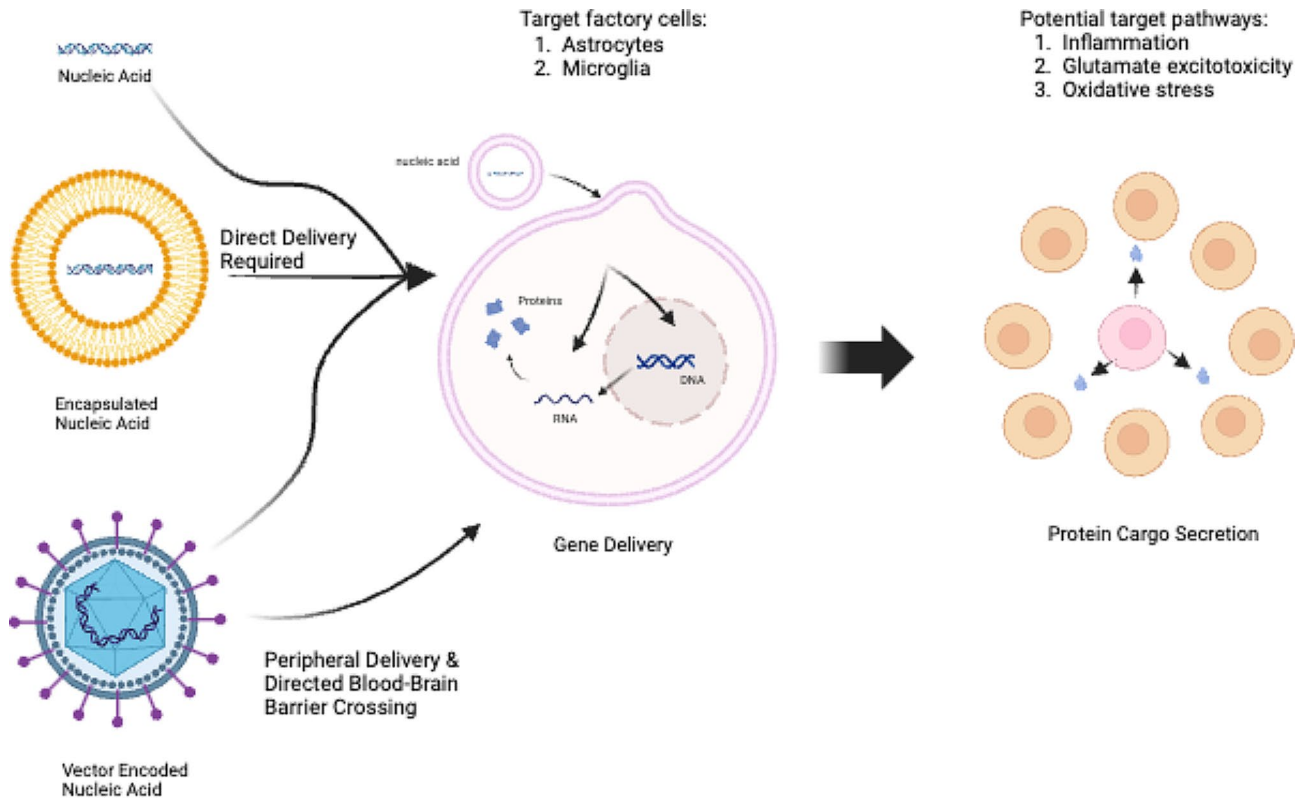 Nucleic Acid
Encapsulated
Nucleic Acid
Vector Encoded
Nucleic Acid
Direct Delivery
Required
Peripheral Delivery &
Directed Blood-Brain
Barrier Crossing
Target factory cells:
1. Astrocytes
2. Microglia
nucleic acid
Proteins
DNA
RNA
Gene Delivery
Potential target pathways:
1. Inflammation
2. Glutamate excitotoxicity
3. Oxidative stress
Protein Cargo Secretion